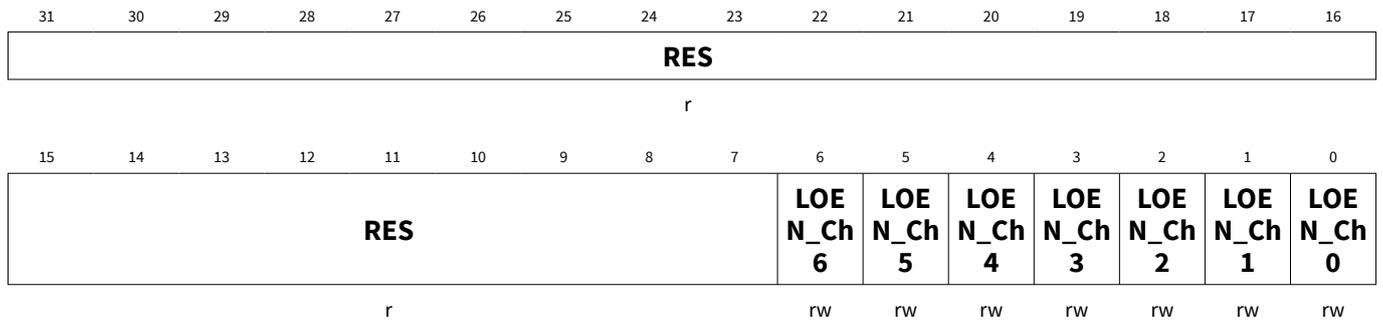 31 30 29 28 27 26 25 24 23 22 21 20 19 18 17 16
RES
r
15 14 13 12 11 10 9 8 7 6 5 4 3 2 1 0
LOE LOE LOE LOE LOE LOE LOE
RES N_Ch N_Ch N_Ch N_Ch N_Ch N_Ch N_Ch
6 5 4 3 2 1 0
r rw rw rw rw rw rw rw